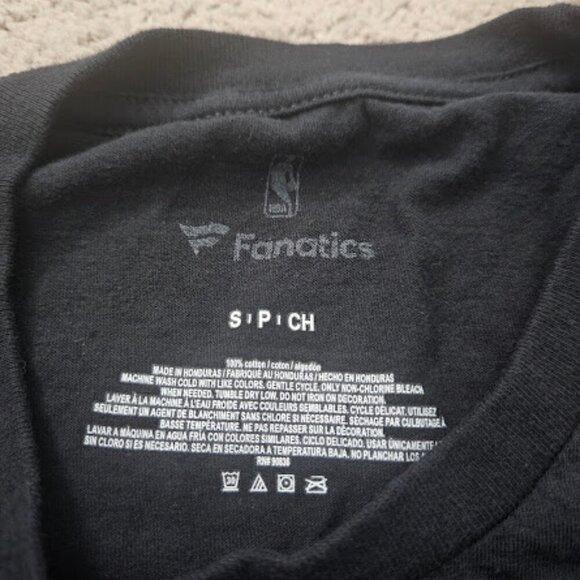 NBA
Fanatics
S | P | CH
100% cotton / coton / algodón
MADE IN HONDURAS / FABRIQUÉ AU HONDURAS / HECHO EN HONDURAS
MACHINE WASH COLD WITH LIKE COLORS. GENTLE CYCLE. ONLY NON-CHLORINE BLEACH
WHEN NEEDED. TUMBLE DRY LOW. DO NOT IRON ON DECORATION.
LAVER À LA MACHINE À L'EAU FROIDE AVEC COULEURS SEMBLABLES. CYCLE DÉLICAT. UTILISEZ
SEULEMENT UN AGENT DE BLANCHIMENT SANS CHLORE SI NÉCESSAIRE. SÉCHAGE PAR CULBUTAGE À
BASSE TEMPÉRATURE. NE PAS REPASSER SUR LA DÉCORATION.
LAVAR A MÁQUINA EN AGUA FRÍA CON COLORES SIMILARES. CICLO DELICADO. USAR ÚNICAMENTE
SIN CLORO SI ES NECESARIO. SECA EN SECADORA A TEMPERATURA BAJA. NO PLANCHAR LOS
RN# 90836
30